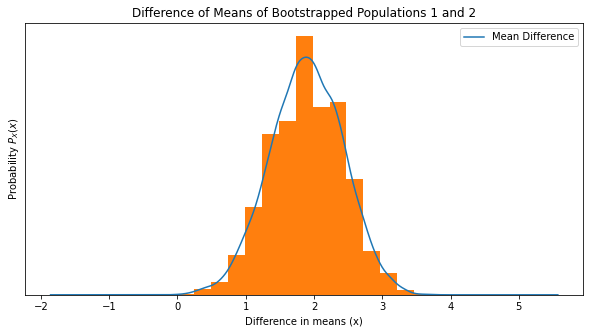 Difference of Means of Bootstrapped Populations 1 and 2
Mean Difference
Probability P_X(x)
−2 −1 0 1 2 3 4 5
Difference in means (x)